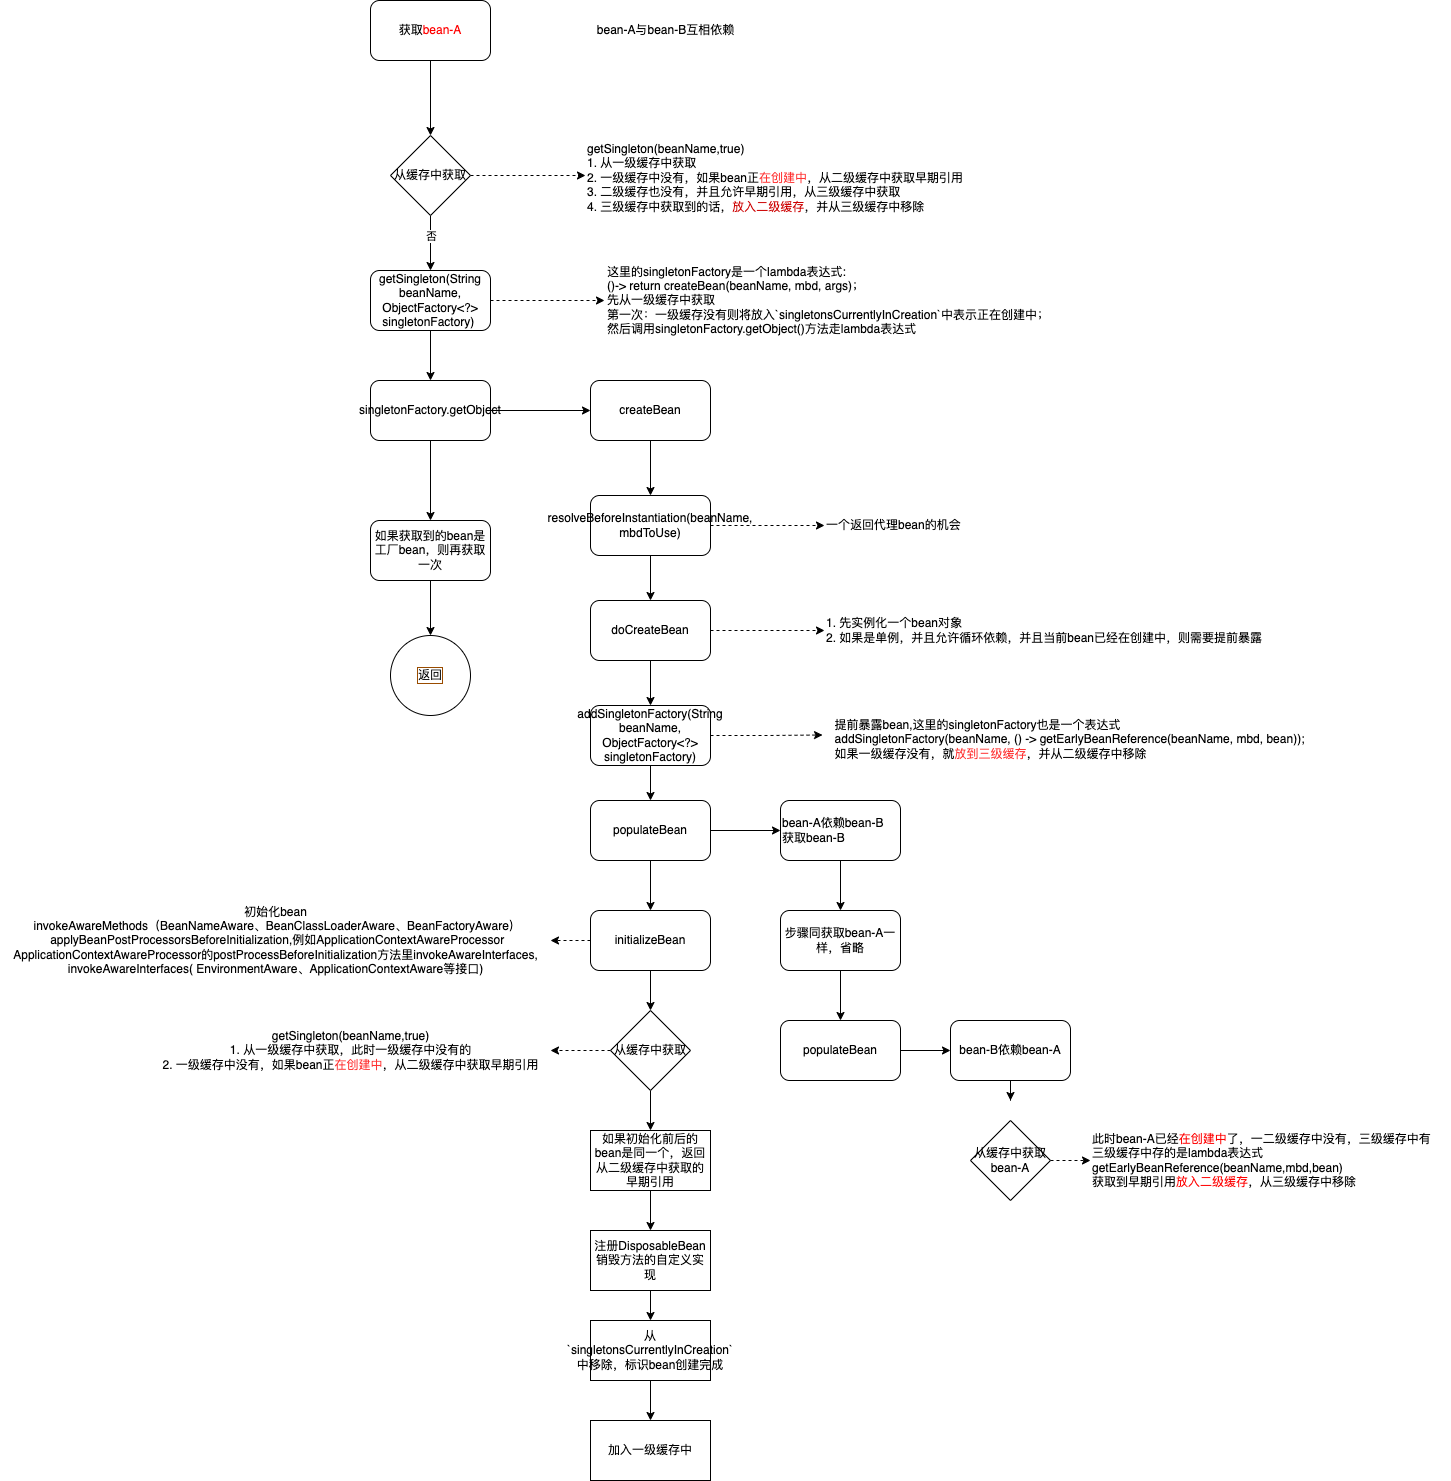 获取bean-A
bean-A与bean-B互相依赖
从缓存中获取
getSingleton(beanName,true)
1. 从一级缓存中获取
2. 一级缓存中没有，如果bean正在创建中，从二级缓存中获取早期引用
3. 二级缓存也没有，并且允许早期引用，从三级缓存中获取
4. 三级缓存中获取到的话，放入二级缓存，并从三级缓存中移除
否
getSingleton(String
beanName,
ObjectFactory<?>
singletonFactory)
这里的singletonFactory是一个lambda表达式:
()-> return createBean(beanName, mbd, args)；
先从一级缓存中获取
第一次：一级缓存没有则将放入`singletonsCurrentlyInCreation`中表示正在创建中；
然后调用singletonFactory.getObject()方法走lambda表达式
singletonFactory.getObject
createBean
resolveBeforeInstantiation(beanName,
mbdToUse)
一个返回代理bean的机会
如果获取到的bean是
工厂bean，则再获取
一次
doCreateBean
1. 先实例化一个bean对象
2. 如果是单例，并且允许循环依赖，并且当前bean已经在创建中，则需要提前暴露
返回
addSingletonFactory(String
beanName,
ObjectFactory<?>
singletonFactory)
提前暴露bean,这里的singletonFactory也是一个表达式
addSingletonFactory(beanName, () -> getEarlyBeanReference(beanName, mbd, bean));
如果一级缓存没有，就放到三级缓存，并从二级缓存中移除
populateBean
bean-A依赖bean-B
获取bean-B
初始化bean
invokeAwareMethods（BeanNameAware、BeanClassLoaderAware、BeanFactoryAware）
applyBeanPostProcessorsBeforeInitialization,例如ApplicationContextAwareProcessor
ApplicationContextAwareProcessor的postProcessBeforeInitialization方法里invokeAwareInterfaces,
invokeAwareInterfaces( EnvironmentAware、ApplicationContextAware等接口)
initializeBean
步骤同获取bean-A一
样，省略
getSingleton(beanName,true)
1. 从一级缓存中获取，此时一级缓存中没有的
2. 一级缓存中没有，如果bean正在创建中，从二级缓存中获取早期引用
从缓存中获取
populateBean
bean-B依赖bean-A
如果初始化前后的
bean是同一个，返回
从二级缓存中获取的
早期引用
从缓存中获取
bean-A
此时bean-A已经在创建中了，一二级缓存中没有，三级缓存中有
三级缓存中存的是lambda表达式
getEarlyBeanReference(beanName,mbd,bean)
获取到早期引用放入二级缓存，从三级缓存中移除
注册DisposableBean
销毁方法的自定义实
现
从
`singletonsCurrentlyInCreation`
中移除，标识bean创建完成
加入一级缓存中